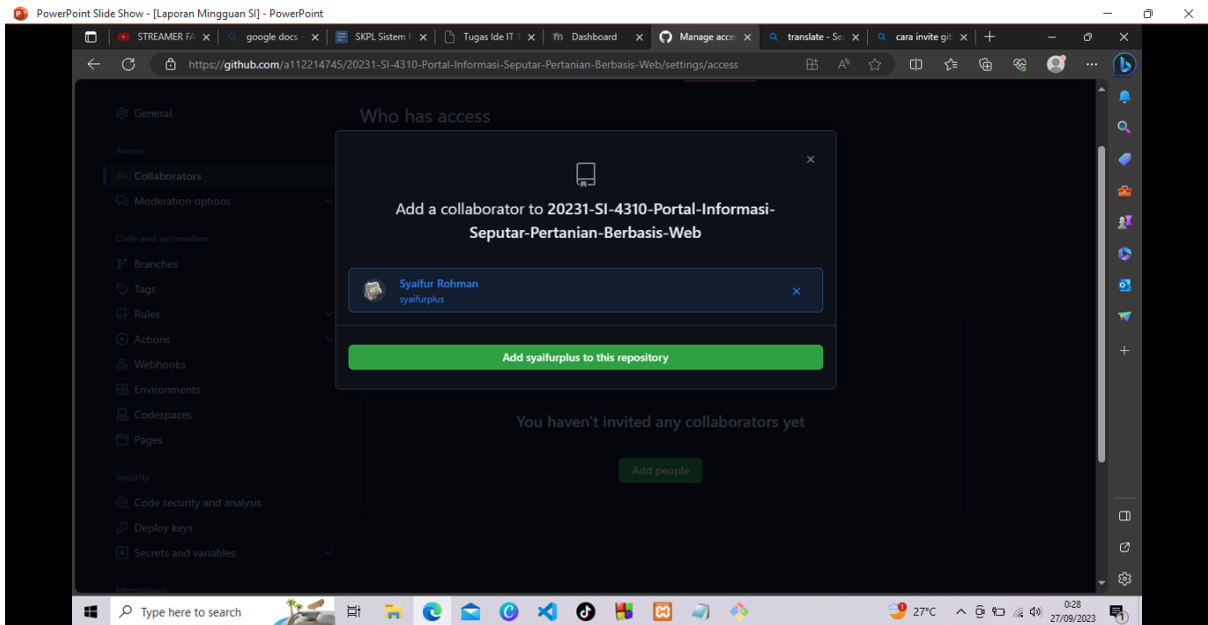 PowerPoint Slide Show - [Laporan Mingguan SI] - PowerPoint
STREAMER FA
google docs -
SKPL Sistem
Tugas Ide IT 1
Dashboard
Manage acce
translate - Se
cara invite git
https://github.com/a112214745/20231-SI-4310-Portal-Informasi-Seputar-Pertanian-Berbasis-Web/settings/access
General
Access
Collaborators
Moderation options
Code and automation
Branches
Tags
Rules
Actions
Webhooks
Environments
Codespaces
Pages
Security
Code security and analysis
Deploy keys
Secrets and variables
Integrations
Who has access
Add a collaborator to 20231-SI-4310-Portal-Informasi-
Seputar-Pertanian-Berbasis-Web
Syaifur Rohman
syaifurplus
Add syaifurplus to this repository
You haven't invited any collaborators yet
Add people
Type here to search
27°C
0:28
27/09/2023